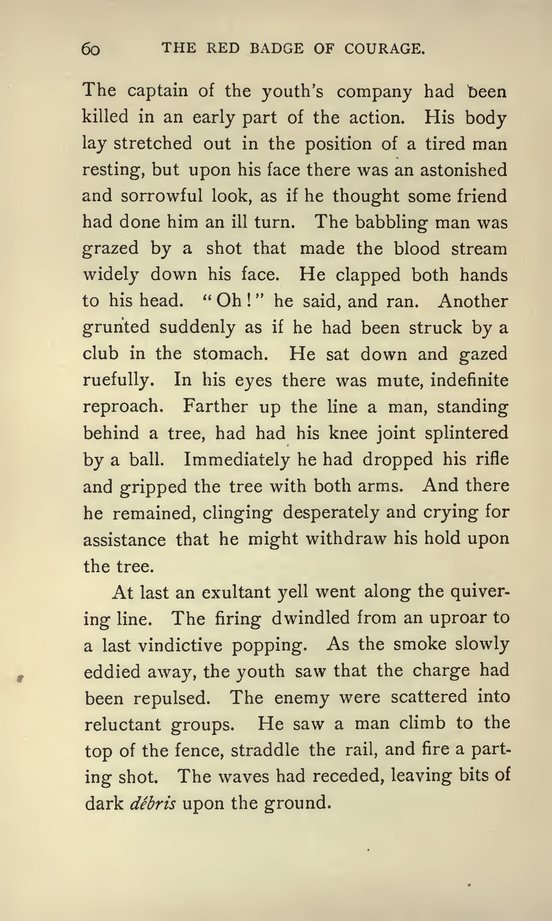 60 THE RED BADGE OF COURAGE.
The captain of the youth's company had been
killed in an early part of the action. His body
lay stretched out in the position of a tired man
resting, but upon his face there was an astonished
and sorrowful look, as if he thought some friend
had done him an ill turn. The babbling man was
grazed by a shot that made the blood stream
widely down his face. He clapped both hands
to his head. “Oh!” he said, and ran. Another
grunted suddenly as if he had been struck by a
club in the stomach. He sat down and gazed
ruefully. In his eyes there was mute, indefinite
reproach. Farther up the line a man, standing
behind a tree, had had his knee joint splintered
by a ball. Immediately he had dropped his rifle
and gripped the tree with both arms. And there
he remained, clinging desperately and crying for
assistance that he might withdraw his hold upon
the tree.
At last an exultant yell went along the quiver-
ing line. The firing dwindled from an uproar to
a last vindictive popping. As the smoke slowly
eddied away, the youth saw that the charge had
been repulsed. The enemy were scattered into
reluctant groups. He saw a man climb to the
top of the fence, straddle the rail, and fire a part-
ing shot. The waves had receded, leaving bits of
dark débris upon the ground.